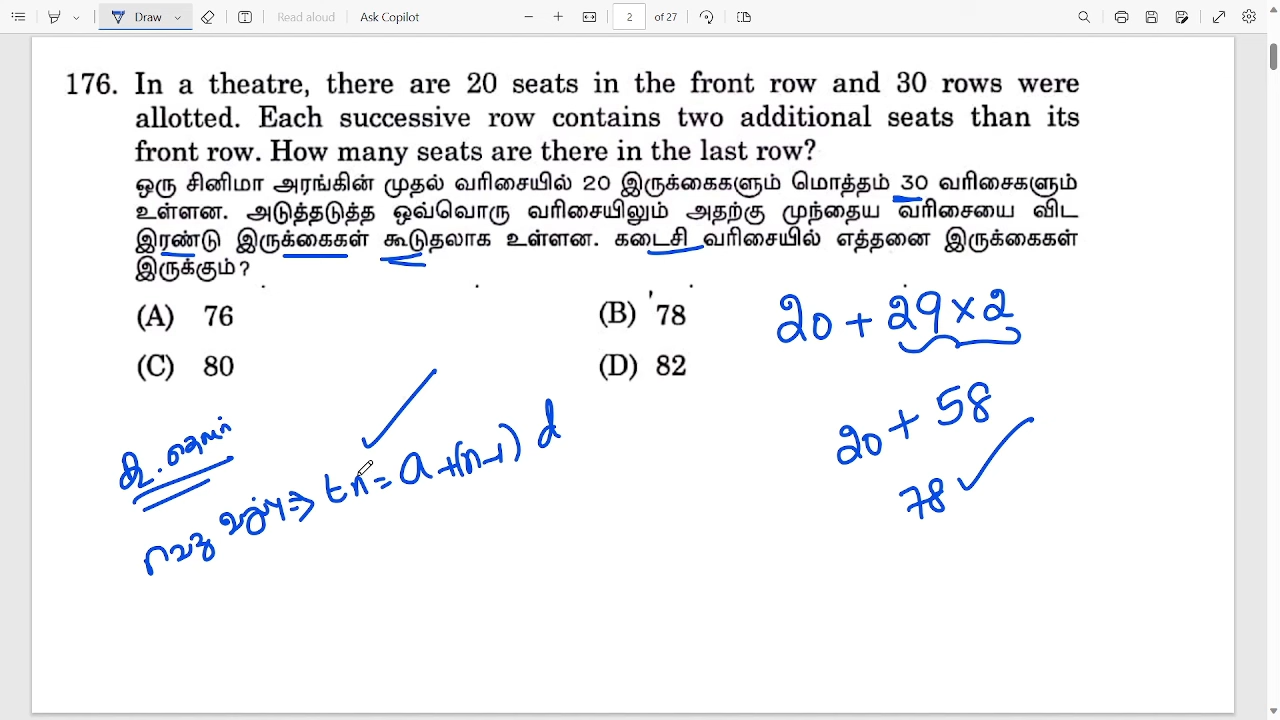 Draw
Read aloud
Ask Copilot
2 of 27
176. In a theatre, there are 20 seats in the front row and 30 rows were
allotted. Each successive row contains two additional seats than its
front row. How many seats are there in the last row?
ஒரு சினிமா அரங்கின் முதல் வரிசையில் 20 இருக்கைகளும் மொத்தம் 30 வரிசைகளும்
உள்ளன. அடுத்தடுத்த ஒவ்வொரு வரிசையிலும் அதற்கு முந்தைய வரிசையை விட
இரண்டு இருக்கைகள் கூடுதலாக உள்ளன. கடைசி வரிசையில் எத்தனை இருக்கைகள்
இருக்கும்?
(A) 76
(B) 78
(C) 80
(D) 82
20 + 29 × 2
20 + 58
78
tn = a+(n-1) d